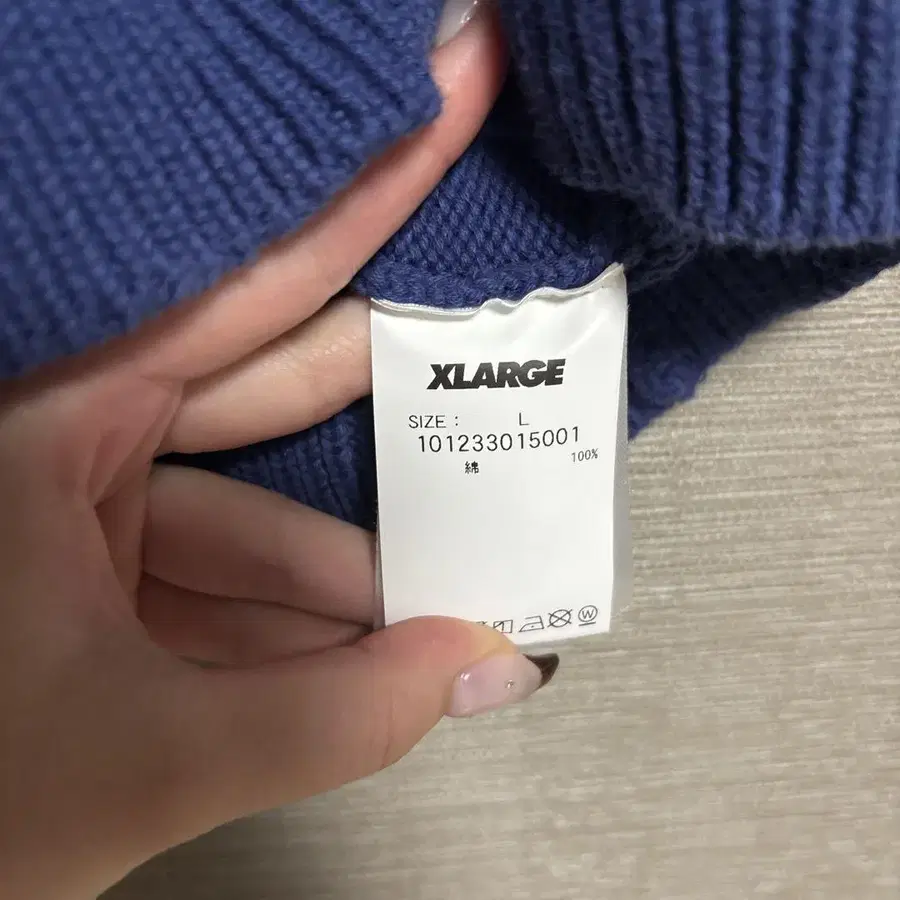 XLARGE
SIZE : L
101233015001
綿 100%
W